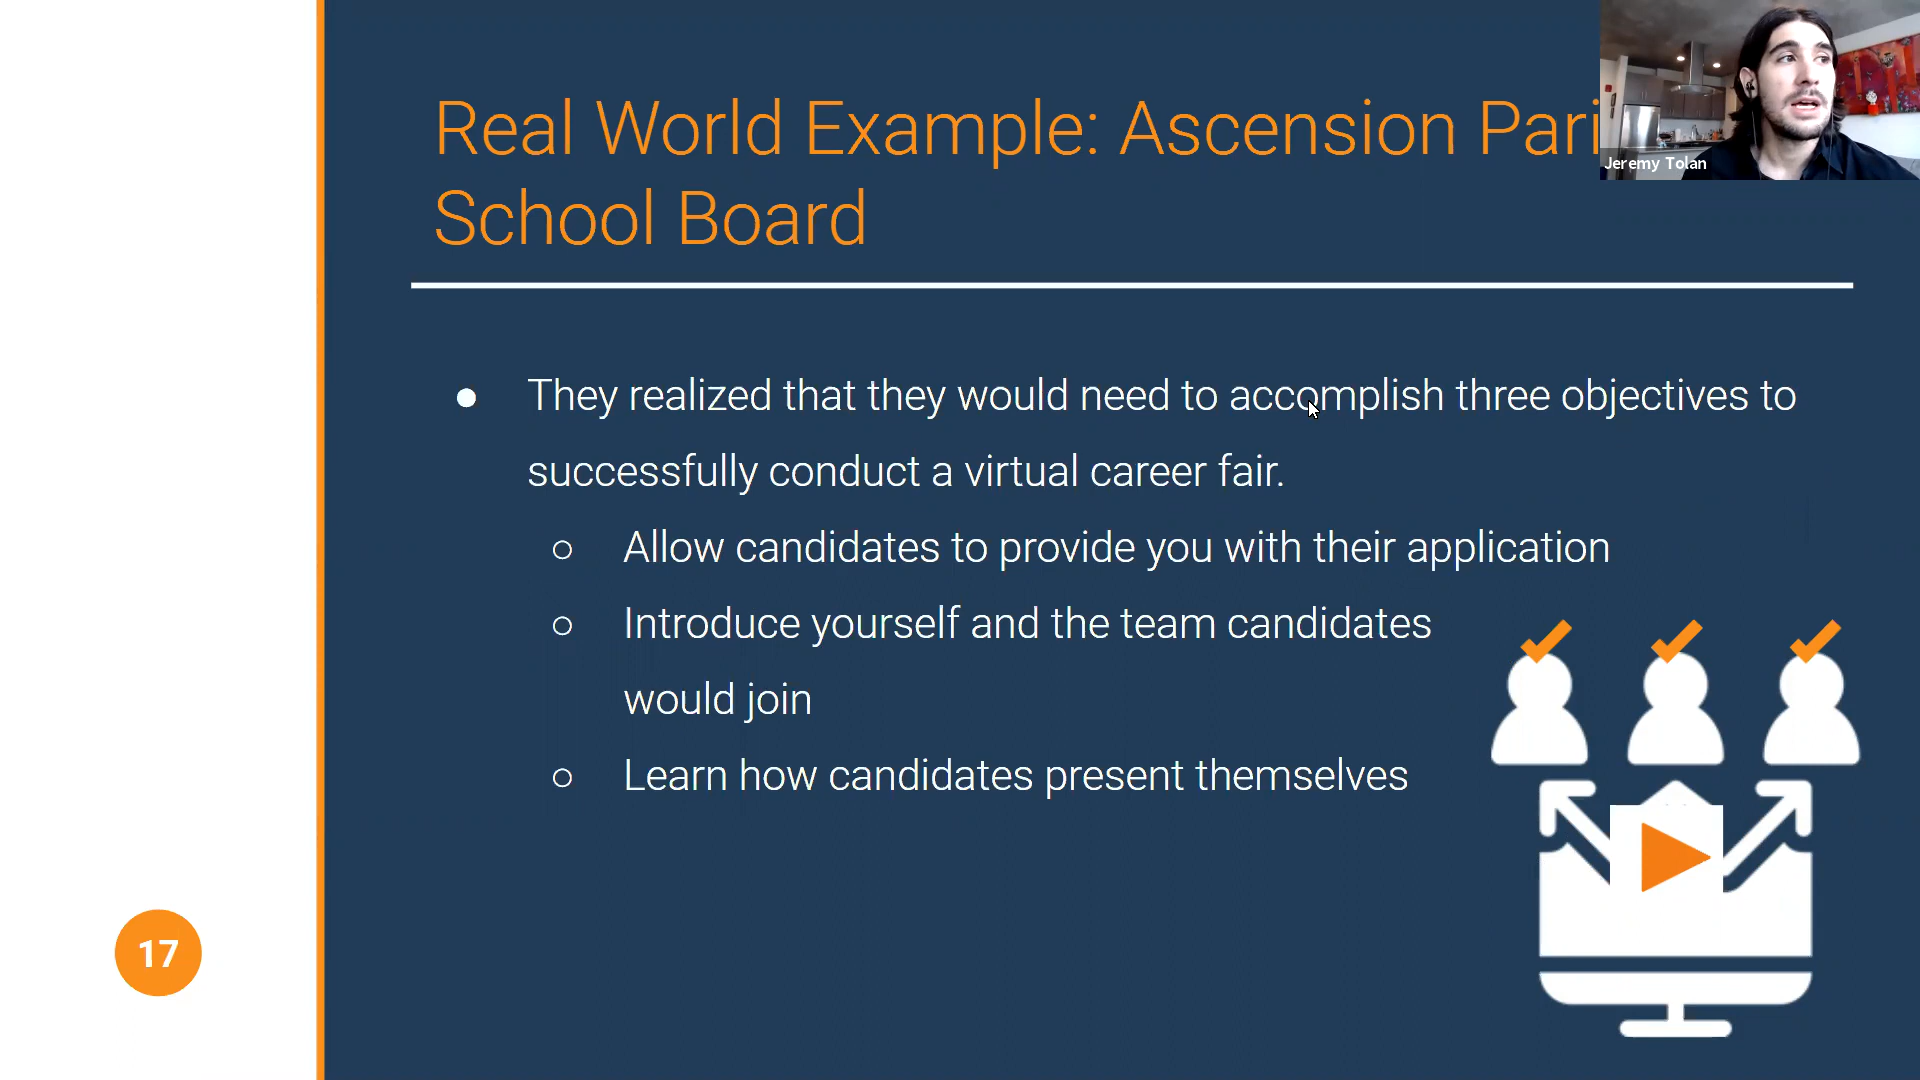 Real World Example: Ascension Pari
School Board
Jeremy Tolan
● They realized that they would need to accomplish three objectives to
successfully conduct a virtual career fair.
○ Allow candidates to provide you with their application
○ Introduce yourself and the team candidates
would join
○ Learn how candidates present themselves
17